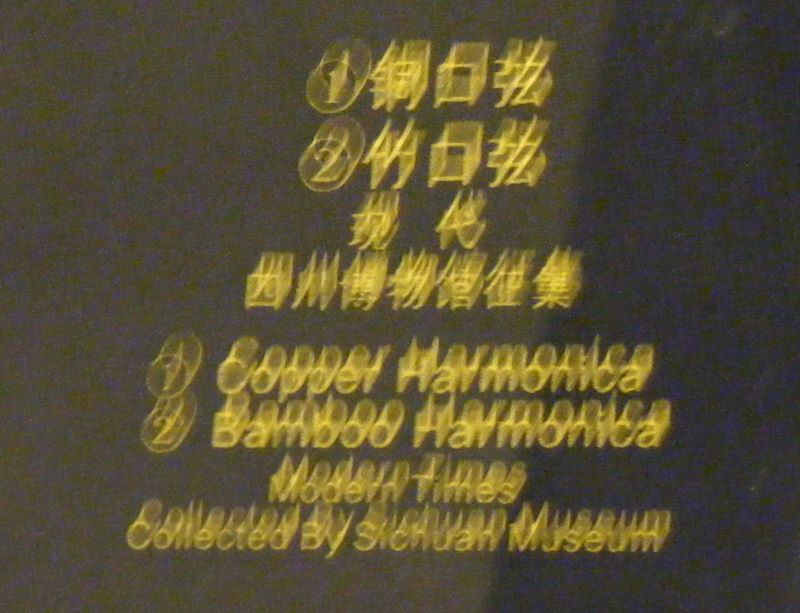 ①铜口弦
②竹口弦
现 代
四川博物馆征集
① Copper Harmonica
② Bamboo Harmonica
Modern Times
Collected By Sichuan Museum